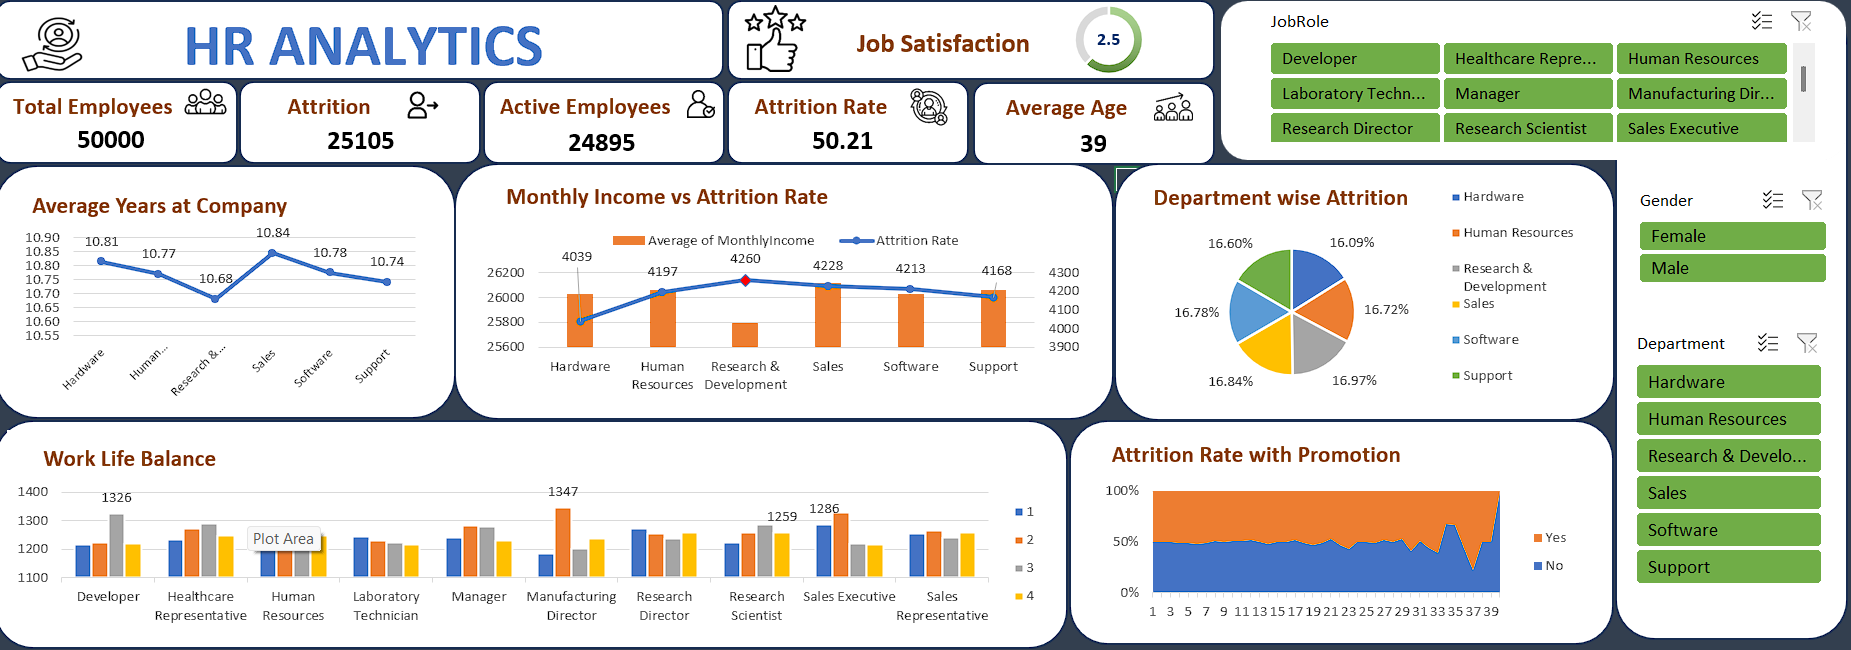 HR ANALYTICS
Job Satisfaction
2.5
JobRole
Developer
Healthcare Repre...
Human Resources
Laboratory Techn...
Manager
Manufacturing Dir...
Research Director
Research Scientist
Sales Executive
Total Employees
50000
Attrition
25105
Active Employees
24895
Attrition Rate
50.21
Average Age
39
Average Years at Company
10.90
10.85
10.80
10.75
10.70
10.65
10.60
10.55
10.81
10.77
10.68
10.84
10.78
10.74
Hardware
Human...
Research &...
Sales
Software
Support
Monthly Income vs Attrition Rate
Average of MonthlyIncome
Attrition Rate
26200
26000
25800
25600
4039
4197
4260
4228
4213
4168
4300
4200
4100
4000
3900
Hardware
Human
Resources
Research &
Development
Sales
Software
Support
Department wise Attrition
16.60%
16.09%
16.78%
16.72%
16.84%
16.97%
Hardware
Human Resources
Research &
Development
Sales
Software
Support
Gender
Female
Male
Department
Hardware
Human Resources
Research & Develo...
Sales
Software
Support
Work Life Balance
1400
1300
1200
1100
1326
1347
1259
1286
Plot Area
Developer
Healthcare
Representative
Human
Resources
Laboratory
Technician
Manager
Manufacturing
Director
Research
Director
Research
Scientist
Sales Executive
Sales
Representative
1
2
3
4
Attrition Rate with Promotion
100%
50%
0%
1 3 5 7 9 11 13 15 17 19 21 23 25 27 29 31 33 35 37 39
Yes
No